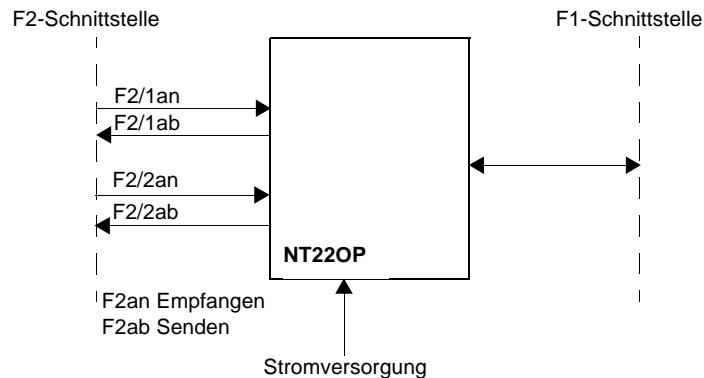 F2-Schnittstelle
F1-Schnittstelle
F2/1an
F2/1ab
F2/2an
F2/2ab
NT22OP
F2an Empfangen
F2ab Senden
Stromversorgung